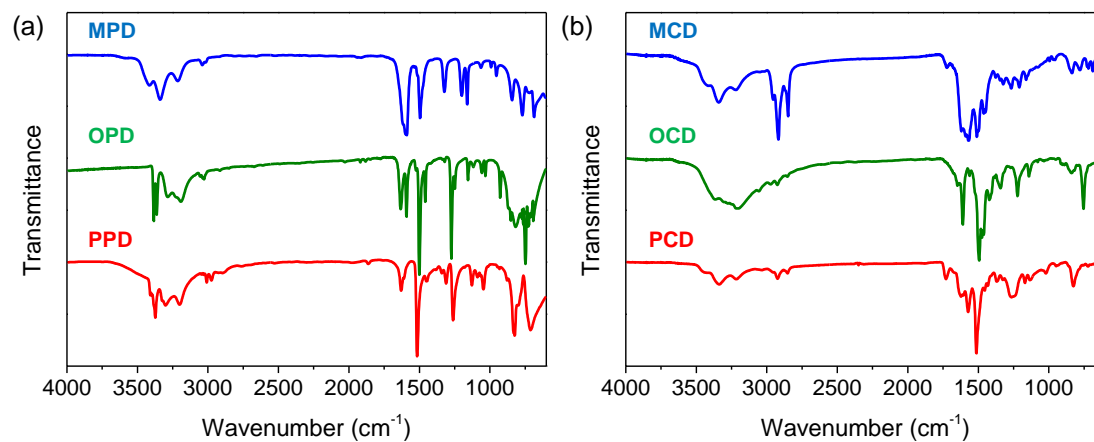 (a)
MPD
OPD
PPD
Transmittance
4000 3500 3000 2500 2000 1500 1000
Wavenumber (cm⁻¹)
(b)
MCD
OCD
PCD
Transmittance
4000 3500 3000 2500 2000 1500 1000
Wavenumber (cm⁻¹)